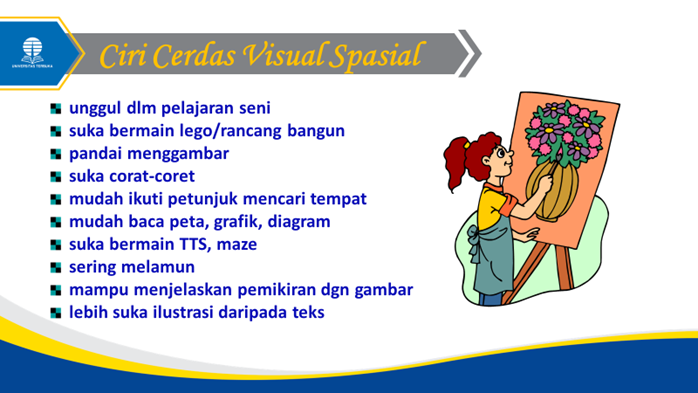 Ciri Cerdas Visual Spasial
UNIVERSITAS TERBUKA
unggul dlm pelajaran seni
suka bermain lego/rancang bangun
pandai menggambar
suka corat-coret
mudah ikuti petunjuk mencari tempat
mudah baca peta, grafik, diagram
suka bermain TTS, maze
sering melamun
mampu menjelaskan pemikiran dgn gambar
lebih suka ilustrasi daripada teks